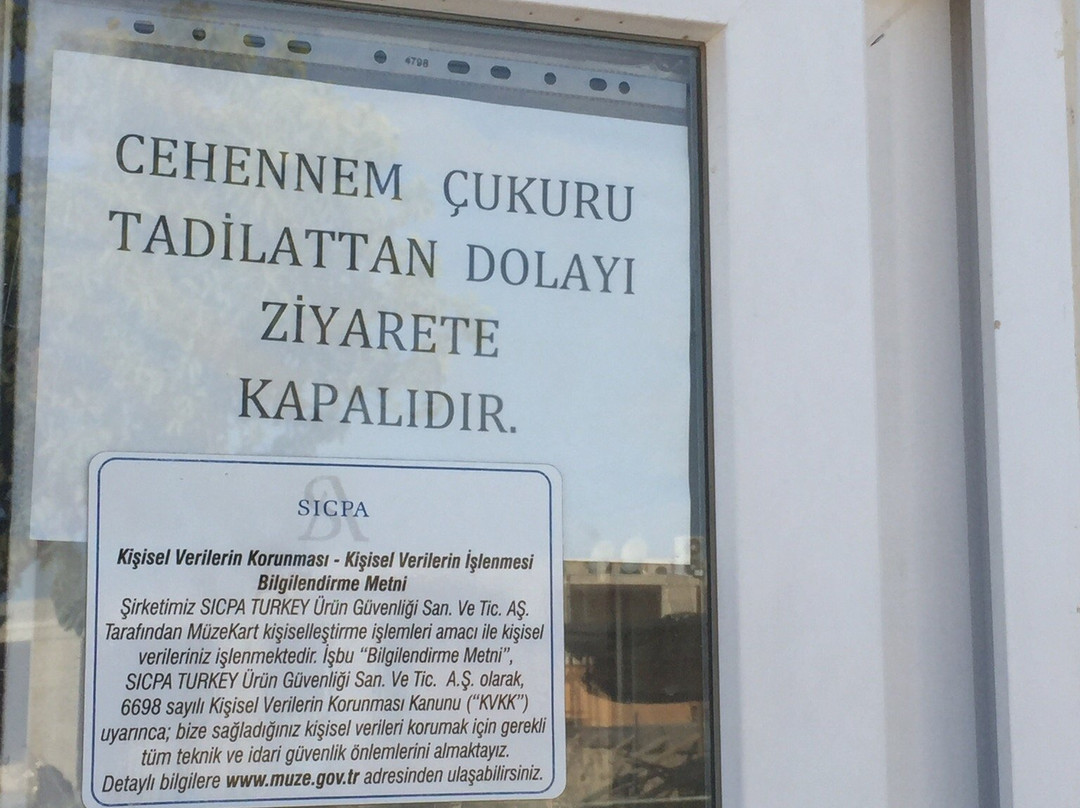 4798
CEHENNEM ÇUKURU
TADİLATTAN DOLAYI
ZİYARETE
KAPALIDIR.
SICPA
Kişisel Verilerin Korunması - Kişisel Verilerin İşlenmesi
Bilgilendirme Metni
Şirketimiz SICPA TURKEY Ürün Güvenliği San. Ve Tic. AŞ.
Tarafından MüzeKart kişiselleştirme işlemleri amacı ile kişisel
verileriniz işlenmektedir. İşbu “Bilgilendirme Metni”,
SICPA TURKEY Ürün Güvenliği San. Ve Tic. A.Ş. olarak,
6698 sayılı Kişisel Verilerin Korunması Kanunu (“KVKK”)
uyarınca; bize sağladığınız kişisel verileri korumak için gerekli
tüm teknik ve idari güvenlik önlemlerini almaktayız.
Detaylı bilgilere www.muze.gov.tr adresinden ulaşabilirsiniz.